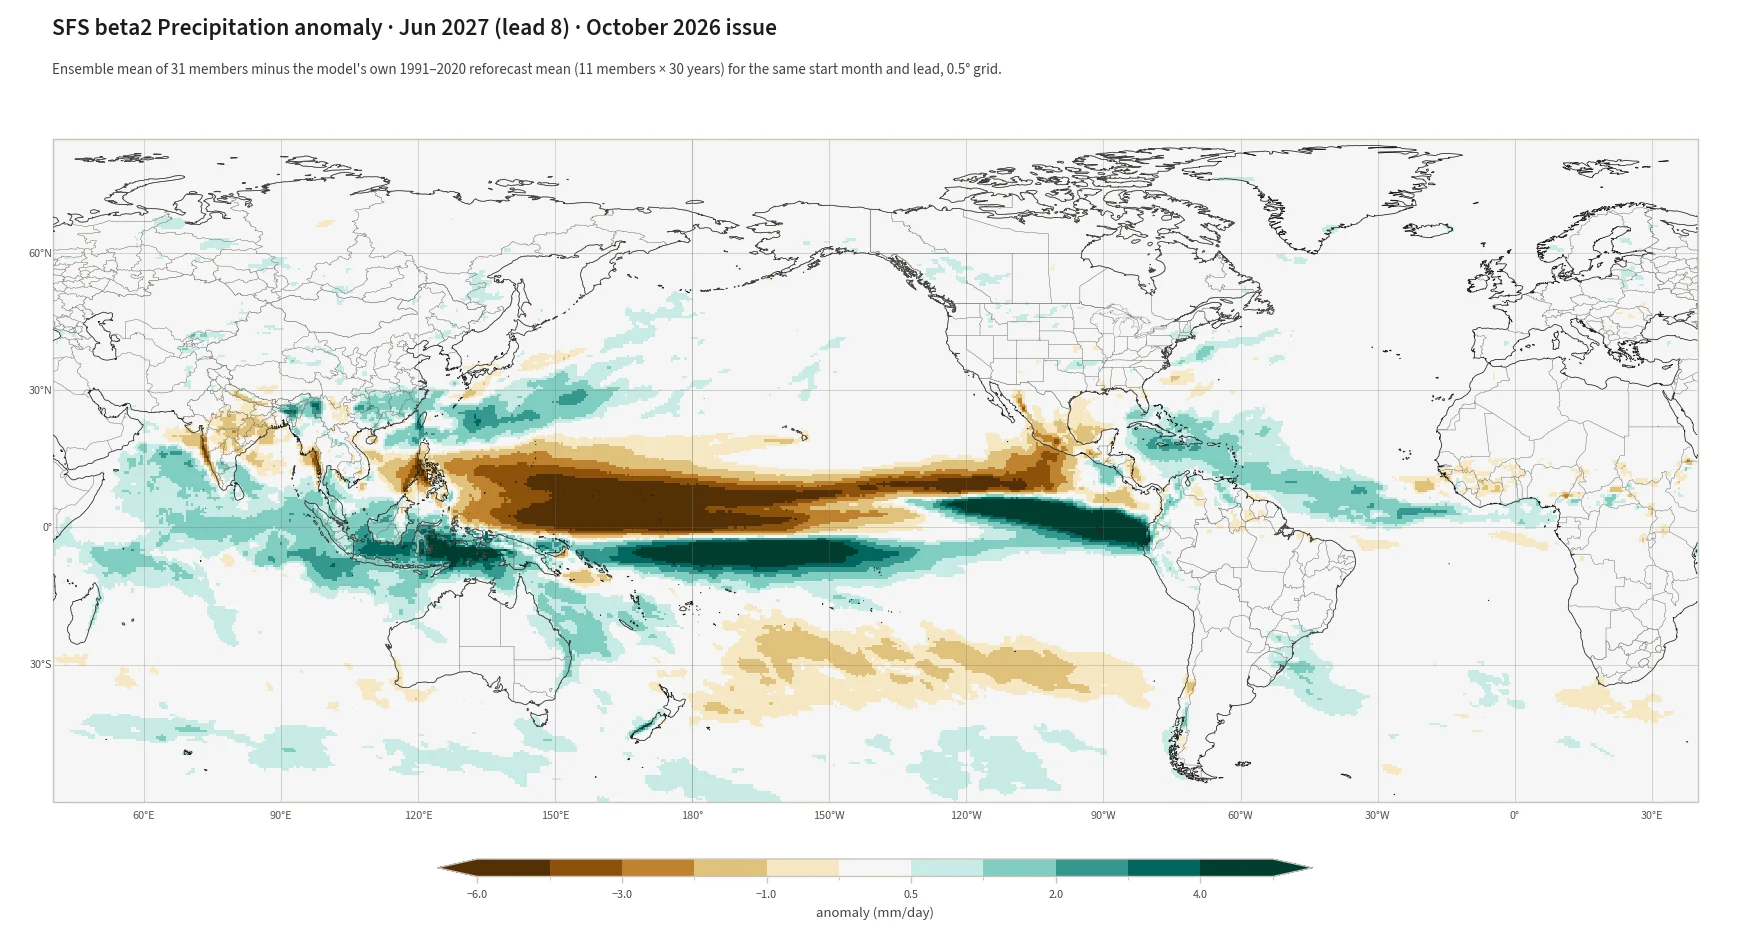 SFS beta2 Precipitation anomaly · Jun 2027 (lead 8) · October 2026 issue
Ensemble mean of 31 members minus the model's own 1991–2020 reforecast mean (11 members × 30 years) for the same start month and lead, 0.5° grid.
60°N
30°N
0°
30°S
60°E
90°E
120°E
150°E
180°
150°W
120°W
90°W
60°W
30°W
0°
30°E
−6.0
−3.0
−1.0
0.5
2.0
4.0
anomaly (mm/day)